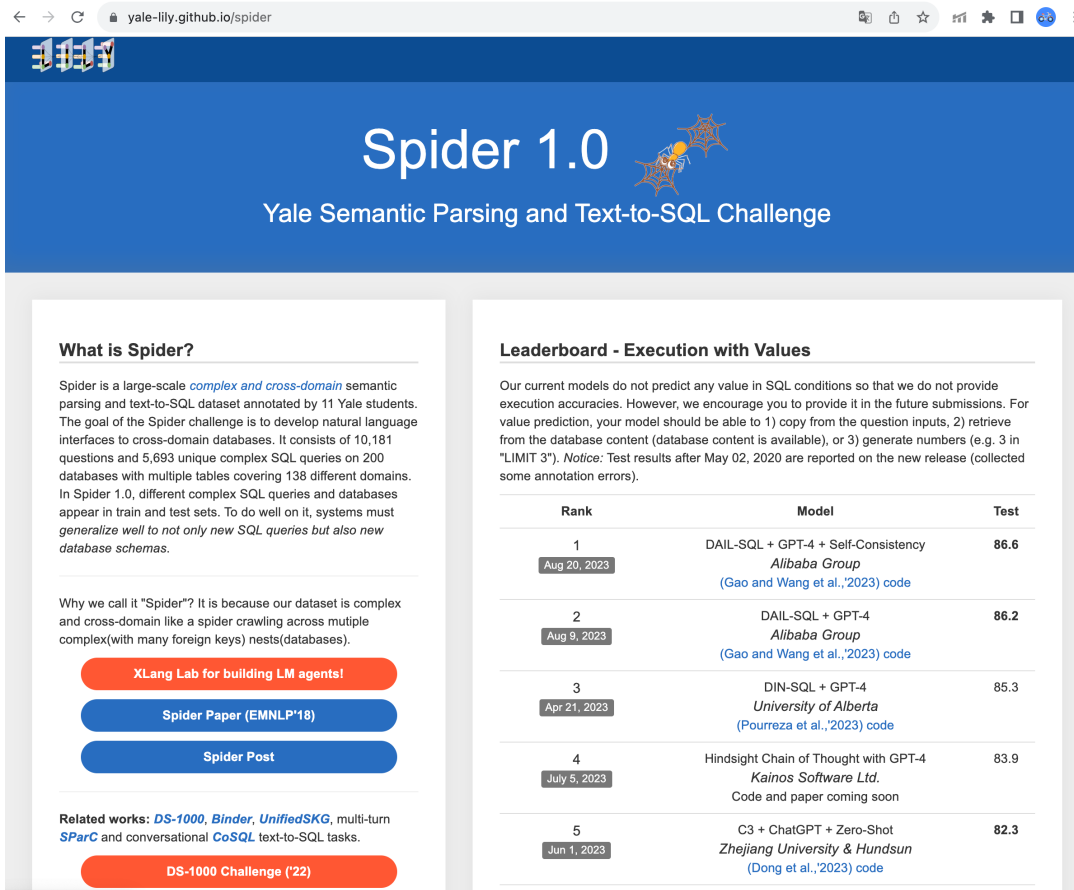 yale-lily.github.io/spider
LILY
Spider 1.0
Yale Semantic Parsing and Text-to-SQL Challenge
What is Spider?
Spider is a large-scale complex and cross-domain semantic
parsing and text-to-SQL dataset annotated by 11 Yale students.
The goal of the Spider challenge is to develop natural language
interfaces to cross-domain databases. It consists of 10,181
questions and 5,693 unique complex SQL queries on 200
databases with multiple tables covering 138 different domains.
In Spider 1.0, different complex SQL queries and databases
appear in train and test sets. To do well on it, systems must
generalize well to not only new SQL queries but also new
database schemas.
Why we call it "Spider"? It is because our dataset is complex
and cross-domain like a spider crawling across mutiple
complex(with many foreign keys) nests(databases).
XLang Lab for building LM agents!
Spider Paper (EMNLP'18)
Spider Post
Related works: DS-1000, Binder, UnifiedSKG, multi-turn
SParC and conversational CoSQL text-to-SQL tasks.
DS-1000 Challenge ('22)
Leaderboard - Execution with Values
Our current models do not predict any value in SQL conditions so that we do not provide
execution accuracies. However, we encourage you to provide it in the future submissions. For
value prediction, your model should be able to 1) copy from the question inputs, 2) retrieve
from the database content (database content is available), or 3) generate numbers (e.g. 3 in
"LIMIT 3"). Notice: Test results after May 02, 2020 are reported on the new release (collected
some annotation errors).
Rank Model Test
1 DAIL-SQL + GPT-4 + Self-Consistency 86.6
Aug 20, 2023 Alibaba Group
(Gao and Wang et al.,'2023) code
2 DAIL-SQL + GPT-4 86.2
Aug 9, 2023 Alibaba Group
(Gao and Wang et al.,'2023) code
3 DIN-SQL + GPT-4 85.3
Apr 21, 2023 University of Alberta
(Pourreza et al.,'2023) code
4 Hindsight Chain of Thought with GPT-4 83.9
July 5, 2023 Kainos Software Ltd.
Code and paper coming soon
5 C3 + ChatGPT + Zero-Shot 82.3
Jun 1, 2023 Zhejiang University & Hundsun
(Dong et al.,'2023) code